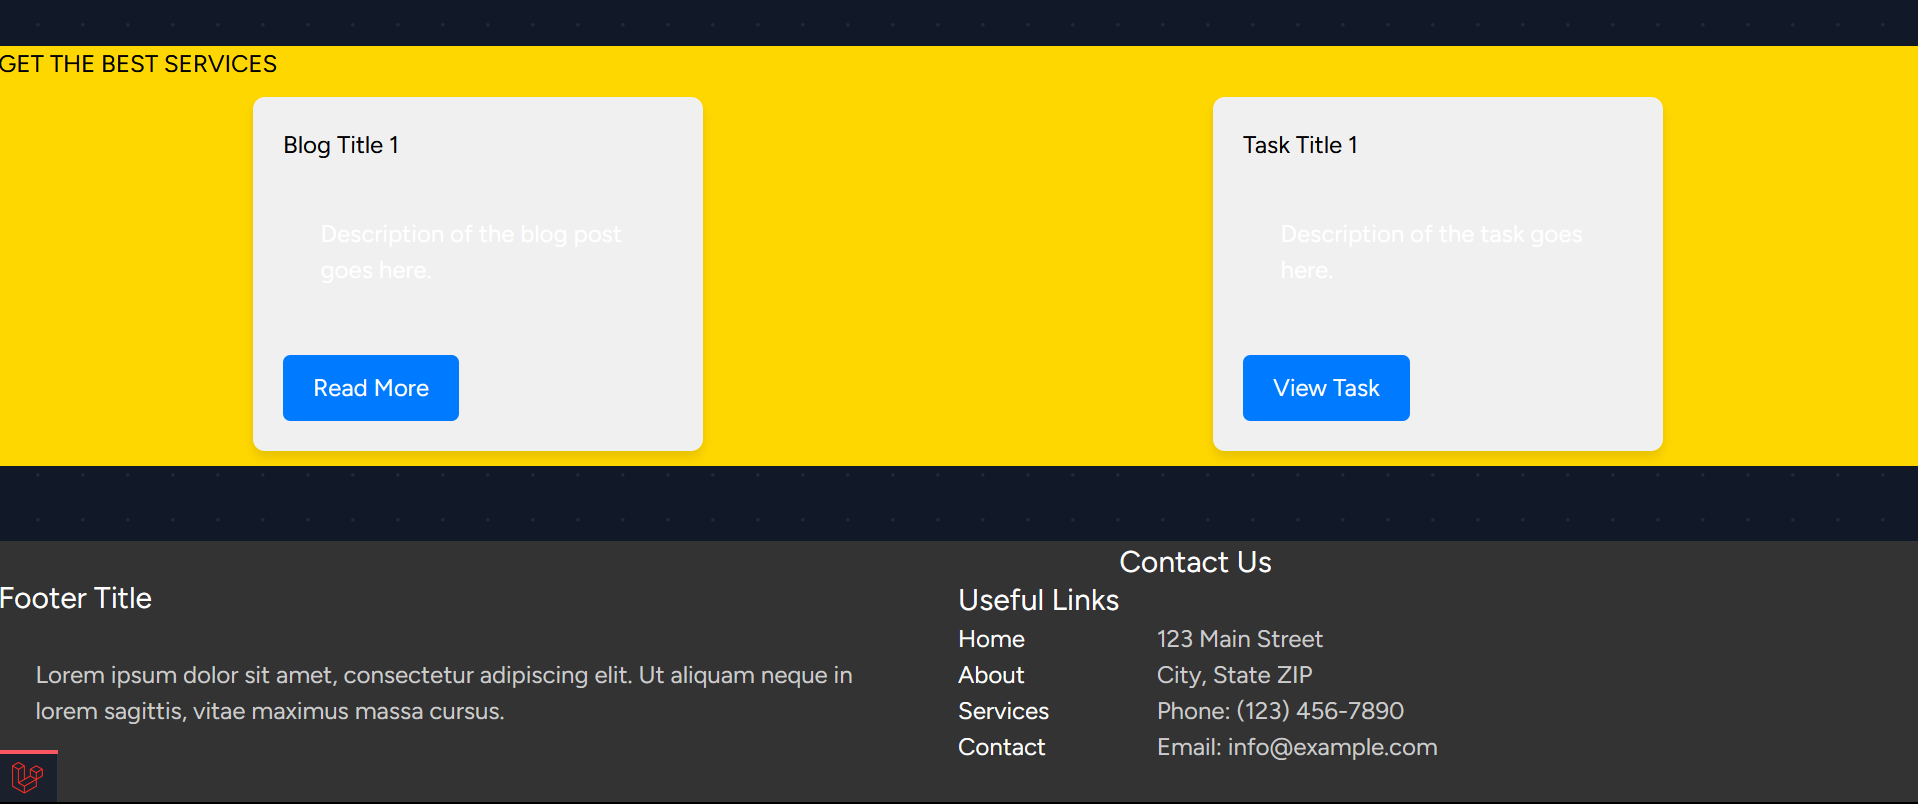 GET THE BEST SERVICES
Blog Title 1
Description of the blog post
goes here.
Read More
Task Title 1
Description of the task goes
here.
View Task
Footer Title
Lorem ipsum dolor sit amet, consectetur adipiscing elit. Ut aliquam neque in
lorem sagittis, vitae maximus massa cursus.
Useful Links
Home
About
Services
Contact
Contact Us
123 Main Street
City, State ZIP
Phone: (123) 456-7890
Email: info@example.com